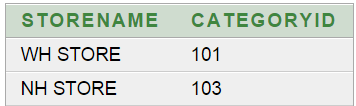 STORENAME CATEGORYID
WH STORE 101
NH STORE 103